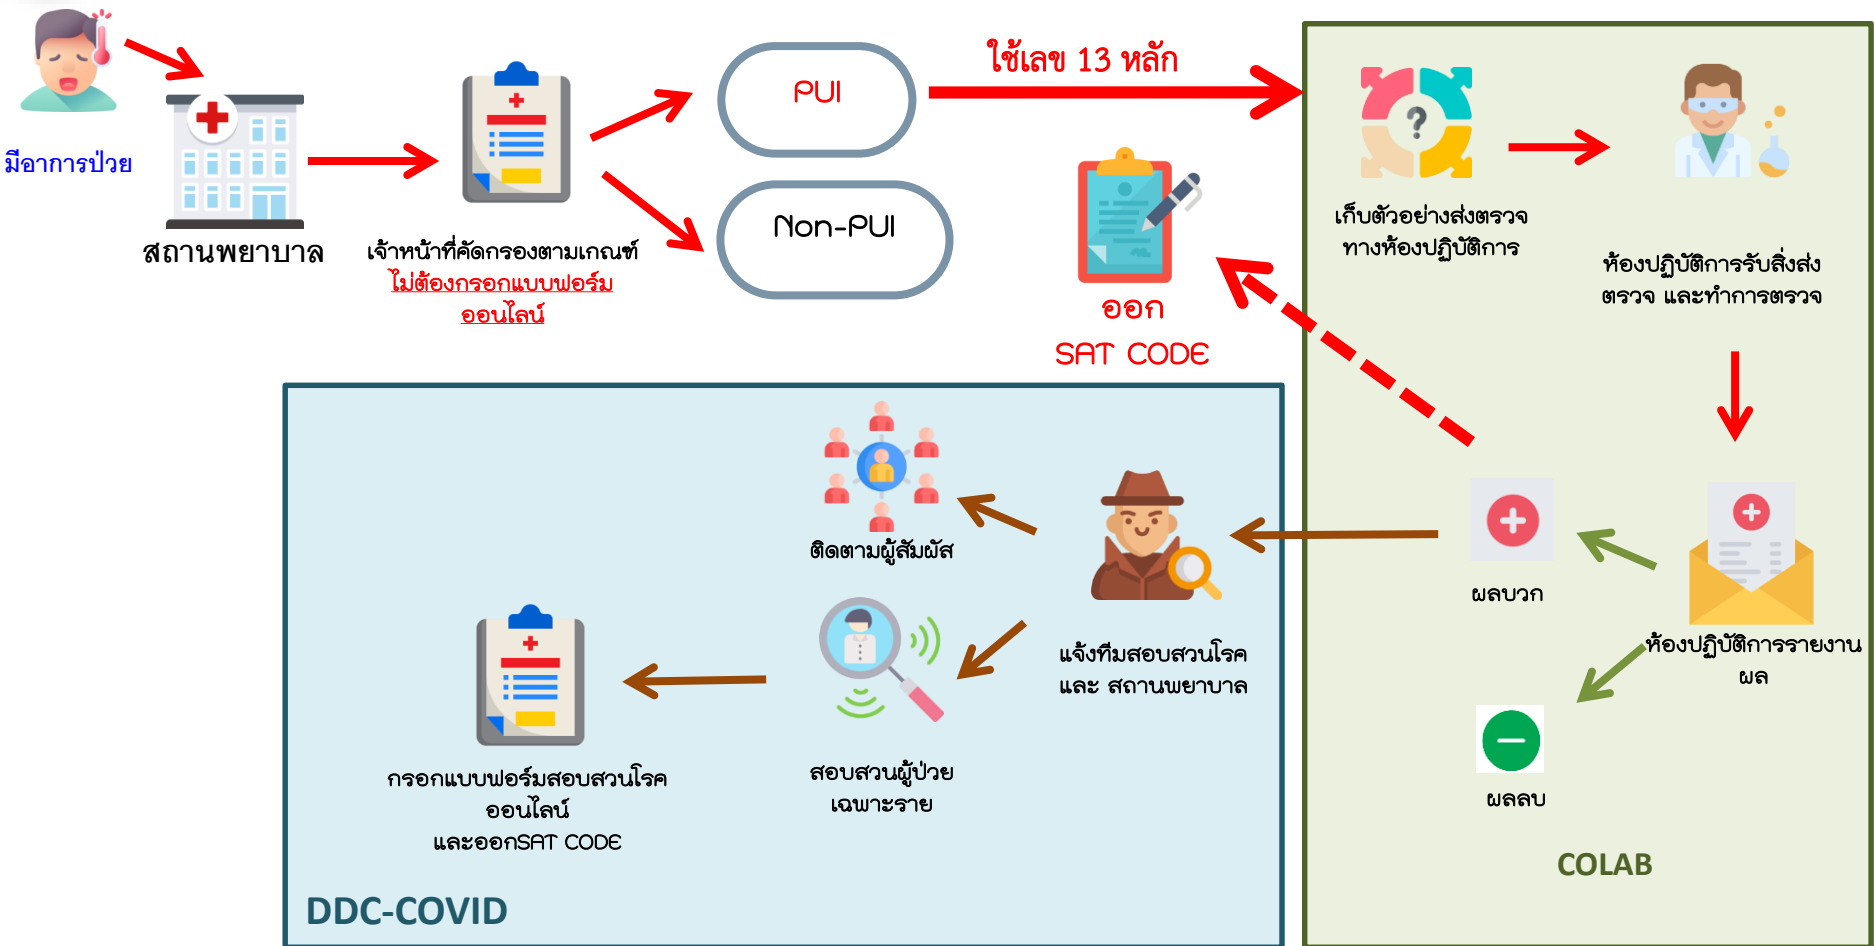 มีอาการป่วย
สถานพยาบาล
เจ้าหน้าที่คัดกรองตามเกณฑ์
ไม่ต้องกรอกแบบฟอร์ม
ออนไลน์
PUI
Non-PUI
ใช้เลข 13 หลัก
ออก
SAT CODE
เก็บตัวอย่างส่งตรวจ
ทางห้องปฏิบัติการ
ห้องปฏิบัติการรับสิ่งส่ง
ตรวจ และทำการตรวจ
ห้องปฏิบัติการรายงาน
ผล
ผลบวก
ผลลบ
COLAB
แจ้งทีมสอบสวนโรค
และ สถานพยาบาล
ติดตามผู้สัมผัส
สอบสวนผู้ป่วย
เฉพาะราย
กรอกแบบฟอร์มสอบสวนโรค
ออนไลน์
และออกSAT CODE
DDC-COVID